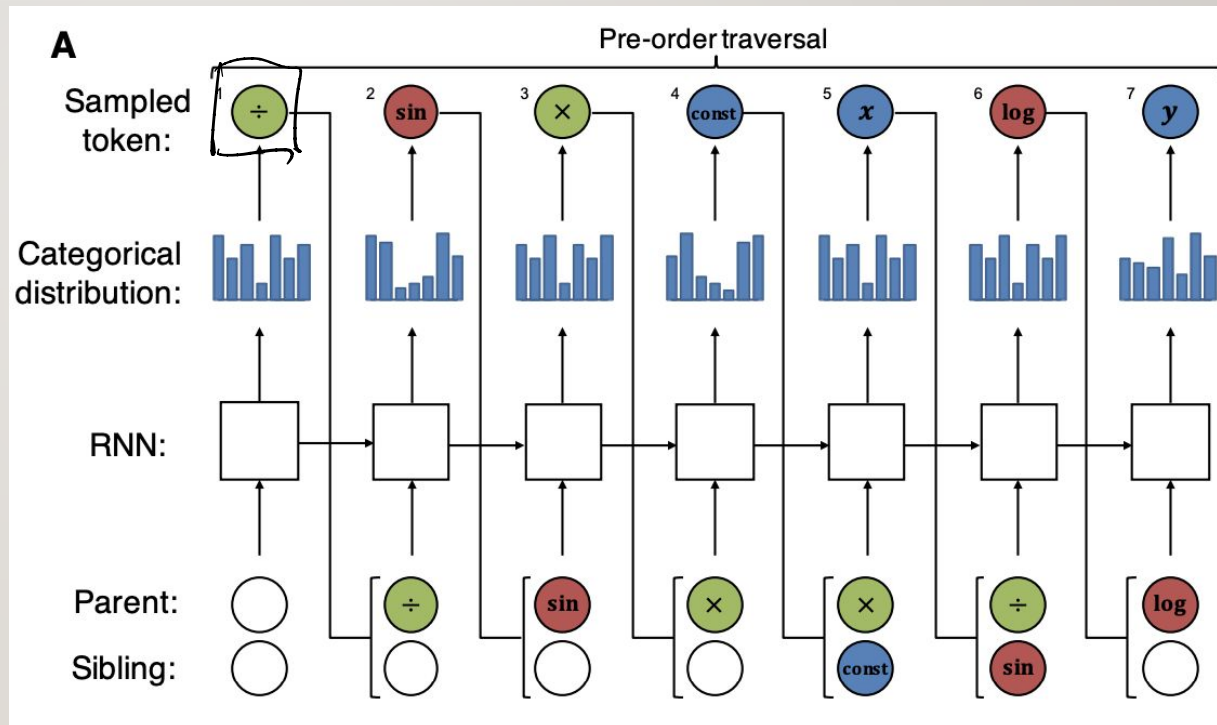 A
Pre-order traversal
Sampled
token:
1 ÷ 2 sin 3 × 4 const 5 x 6 log 7 y
Categorical
distribution:
RNN:
Parent: ÷ sin × × ÷ log
Sibling: const sin